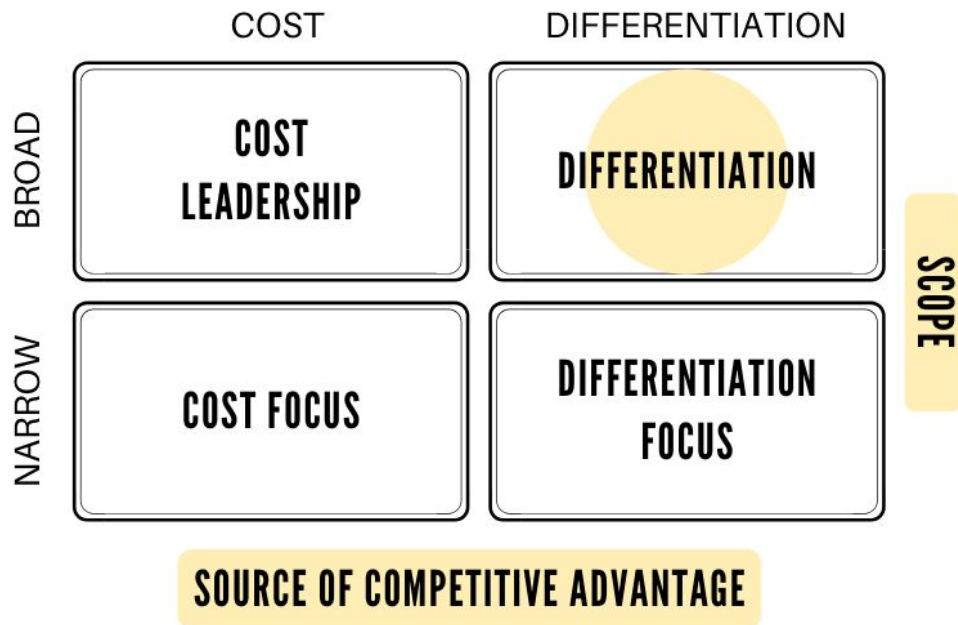 COST
DIFFERENTIATION
BROAD
COST
LEADERSHIP
DIFFERENTIATION
SCOPE
NARROW
COST FOCUS
DIFFERENTIATION
FOCUS
SOURCE OF COMPETITIVE ADVANTAGE